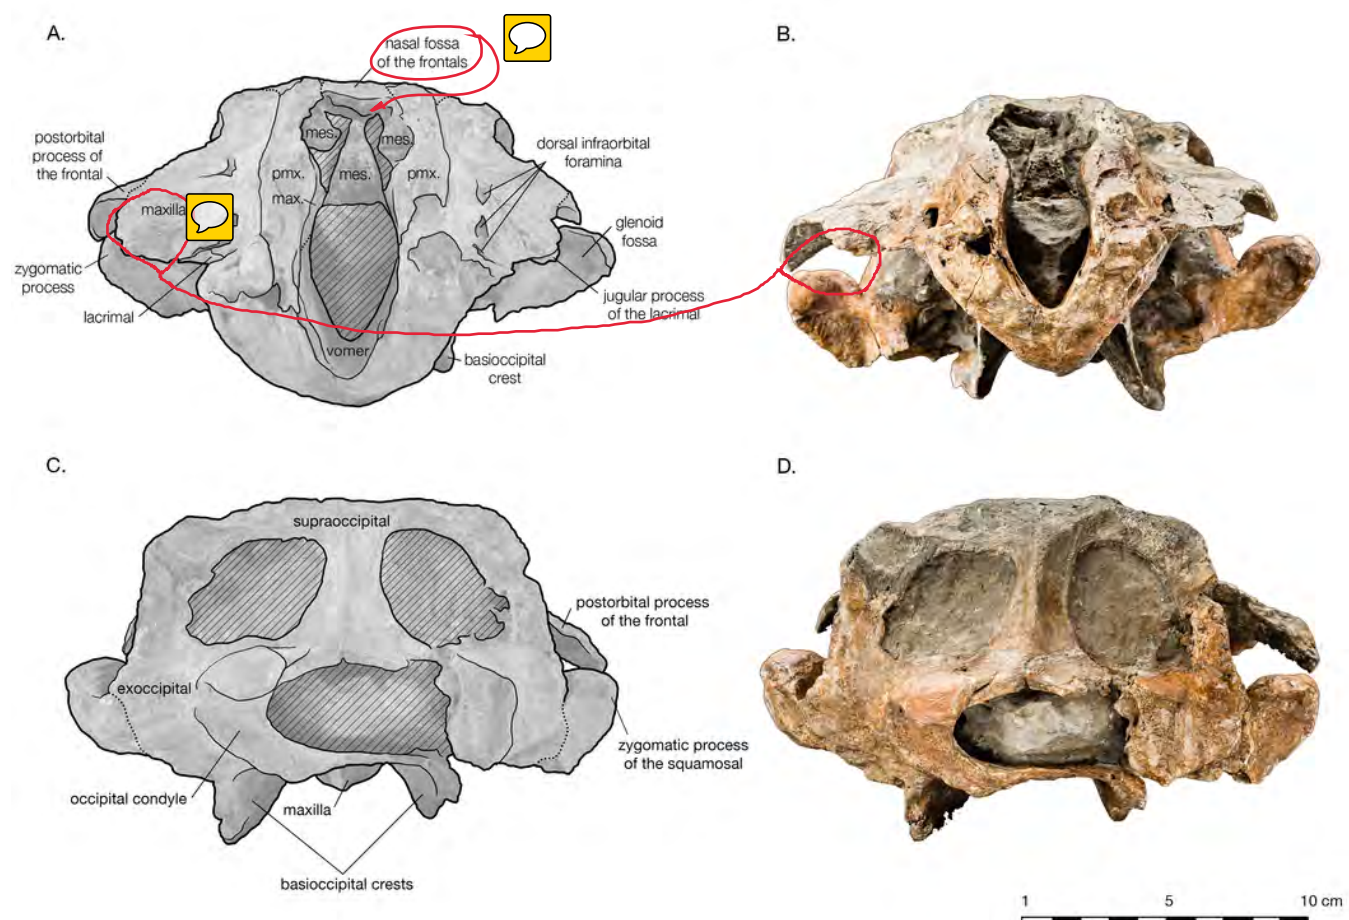 A.
nasal fossa
of the frontals
B.
postorbital
process of
the frontal
mes.
mes.
dorsal infraorbital
foramina
pmx.
mes.
pmx.
max.
maxilla
glenoid
fossa
zygomatic
process
lacrimal
jugular process
of the lacrimal
vomer
basioccipital
crest
C.
D.
supraoccipital
postorbital process
of the frontal
exoccipital
zygomatic process
of the squamosal
occipital condyle
maxilla
basioccipital crests
1 5 10 cm